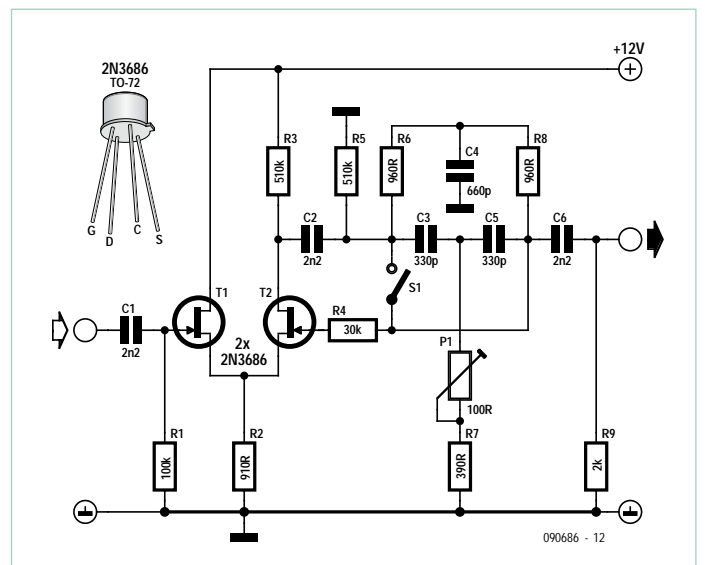 2N3686
TO-72
G
D
C
S
+12V
R3
510k
R5
510k
R6
960R
C4
660p
R8
960R
C2
2n2
C3
330p
C5
330p
C6
2n2
S1
C1
2n2
T1
T2
2x
2N3686
R4
30k
P1
100R
R1
100k
R2
910R
R7
390R
R9
2k
090686 - 12